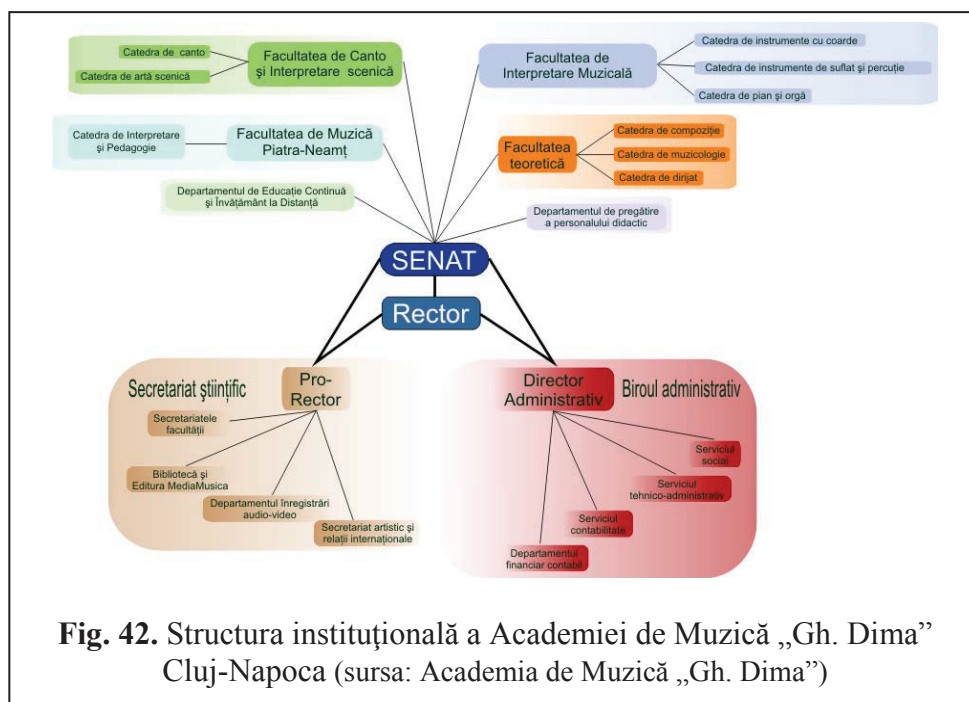 Catedra de canto
Catedra de artă scenică
Facultatea de Canto
și Interpretare scenică
Facultatea de
Interpretare Muzicală
Catedra de instrumente cu coarde
Catedra de instrumente de suflat și percuție
Catedra de pian și orgă
Catedra de Interpretare
și Pedagogie
Facultatea de Muzică
Piatra-Neamț
Facultatea
teoretică
Catedra de compoziție
Catedra de muzicologie
Catedra de dirijat
Departamentul de Educație Continuă
și Învățământ la Distanță
Departamentul de pregătire
a personalului didactic
SENAT
Rector
Secretariat ştiinţific
Pro-
Rector
Secretariatele
facultății
Bibliotecă și
Editura MediaMusica
Departamentul înregistrări
audio-video
Secretariat artistic și
relații internaționale
Director
Administrativ
Biroul administrativ
Serviciul
social
Serviciul
tehnico-administrativ
Serviciul
contabilitate
Departamentul
financiar contabil
Fig. 42. Structura instituţională a Academiei de Muzică „Gh. Dima”
Cluj-Napoca (sursa: Academia de Muzică „Gh. Dima”)